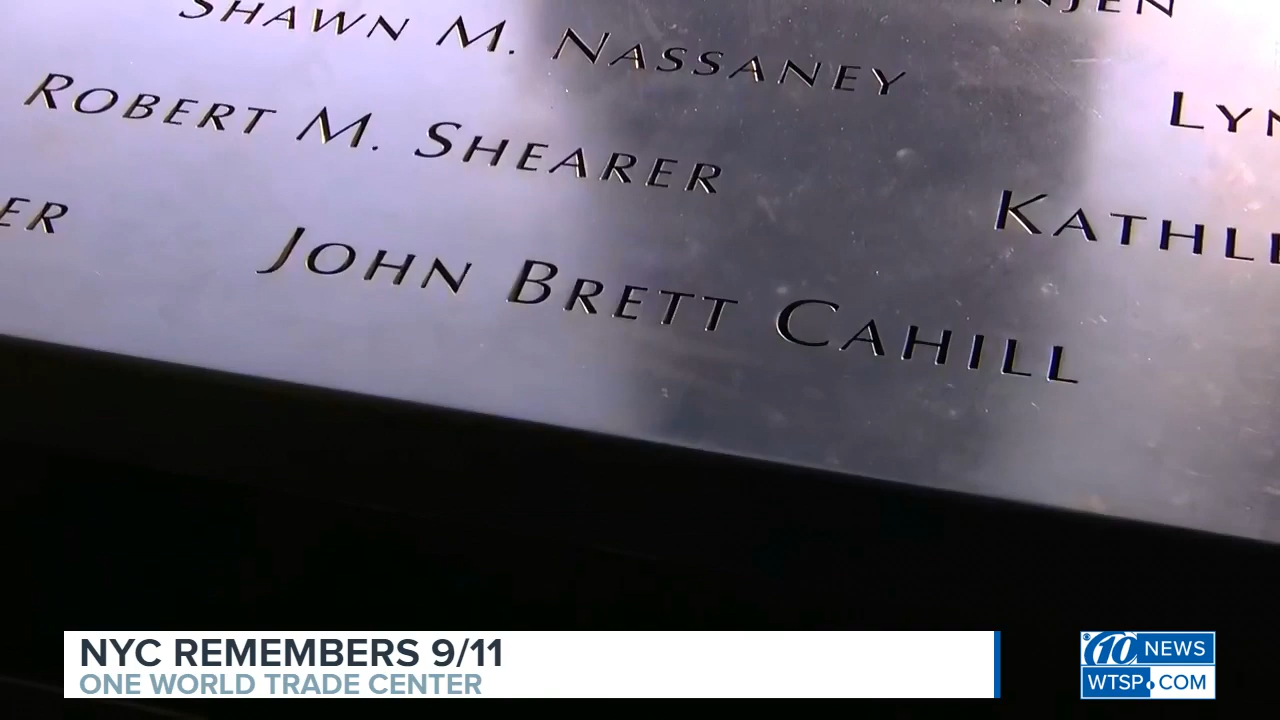 SHAWN M. NASSANEY
ROBERT M. SHEARER
JOHN BRETT CAHILL
NYC REMEMBERS 9/11
ONE WORLD TRADE CENTER
10 NEWS
WTSP.COM